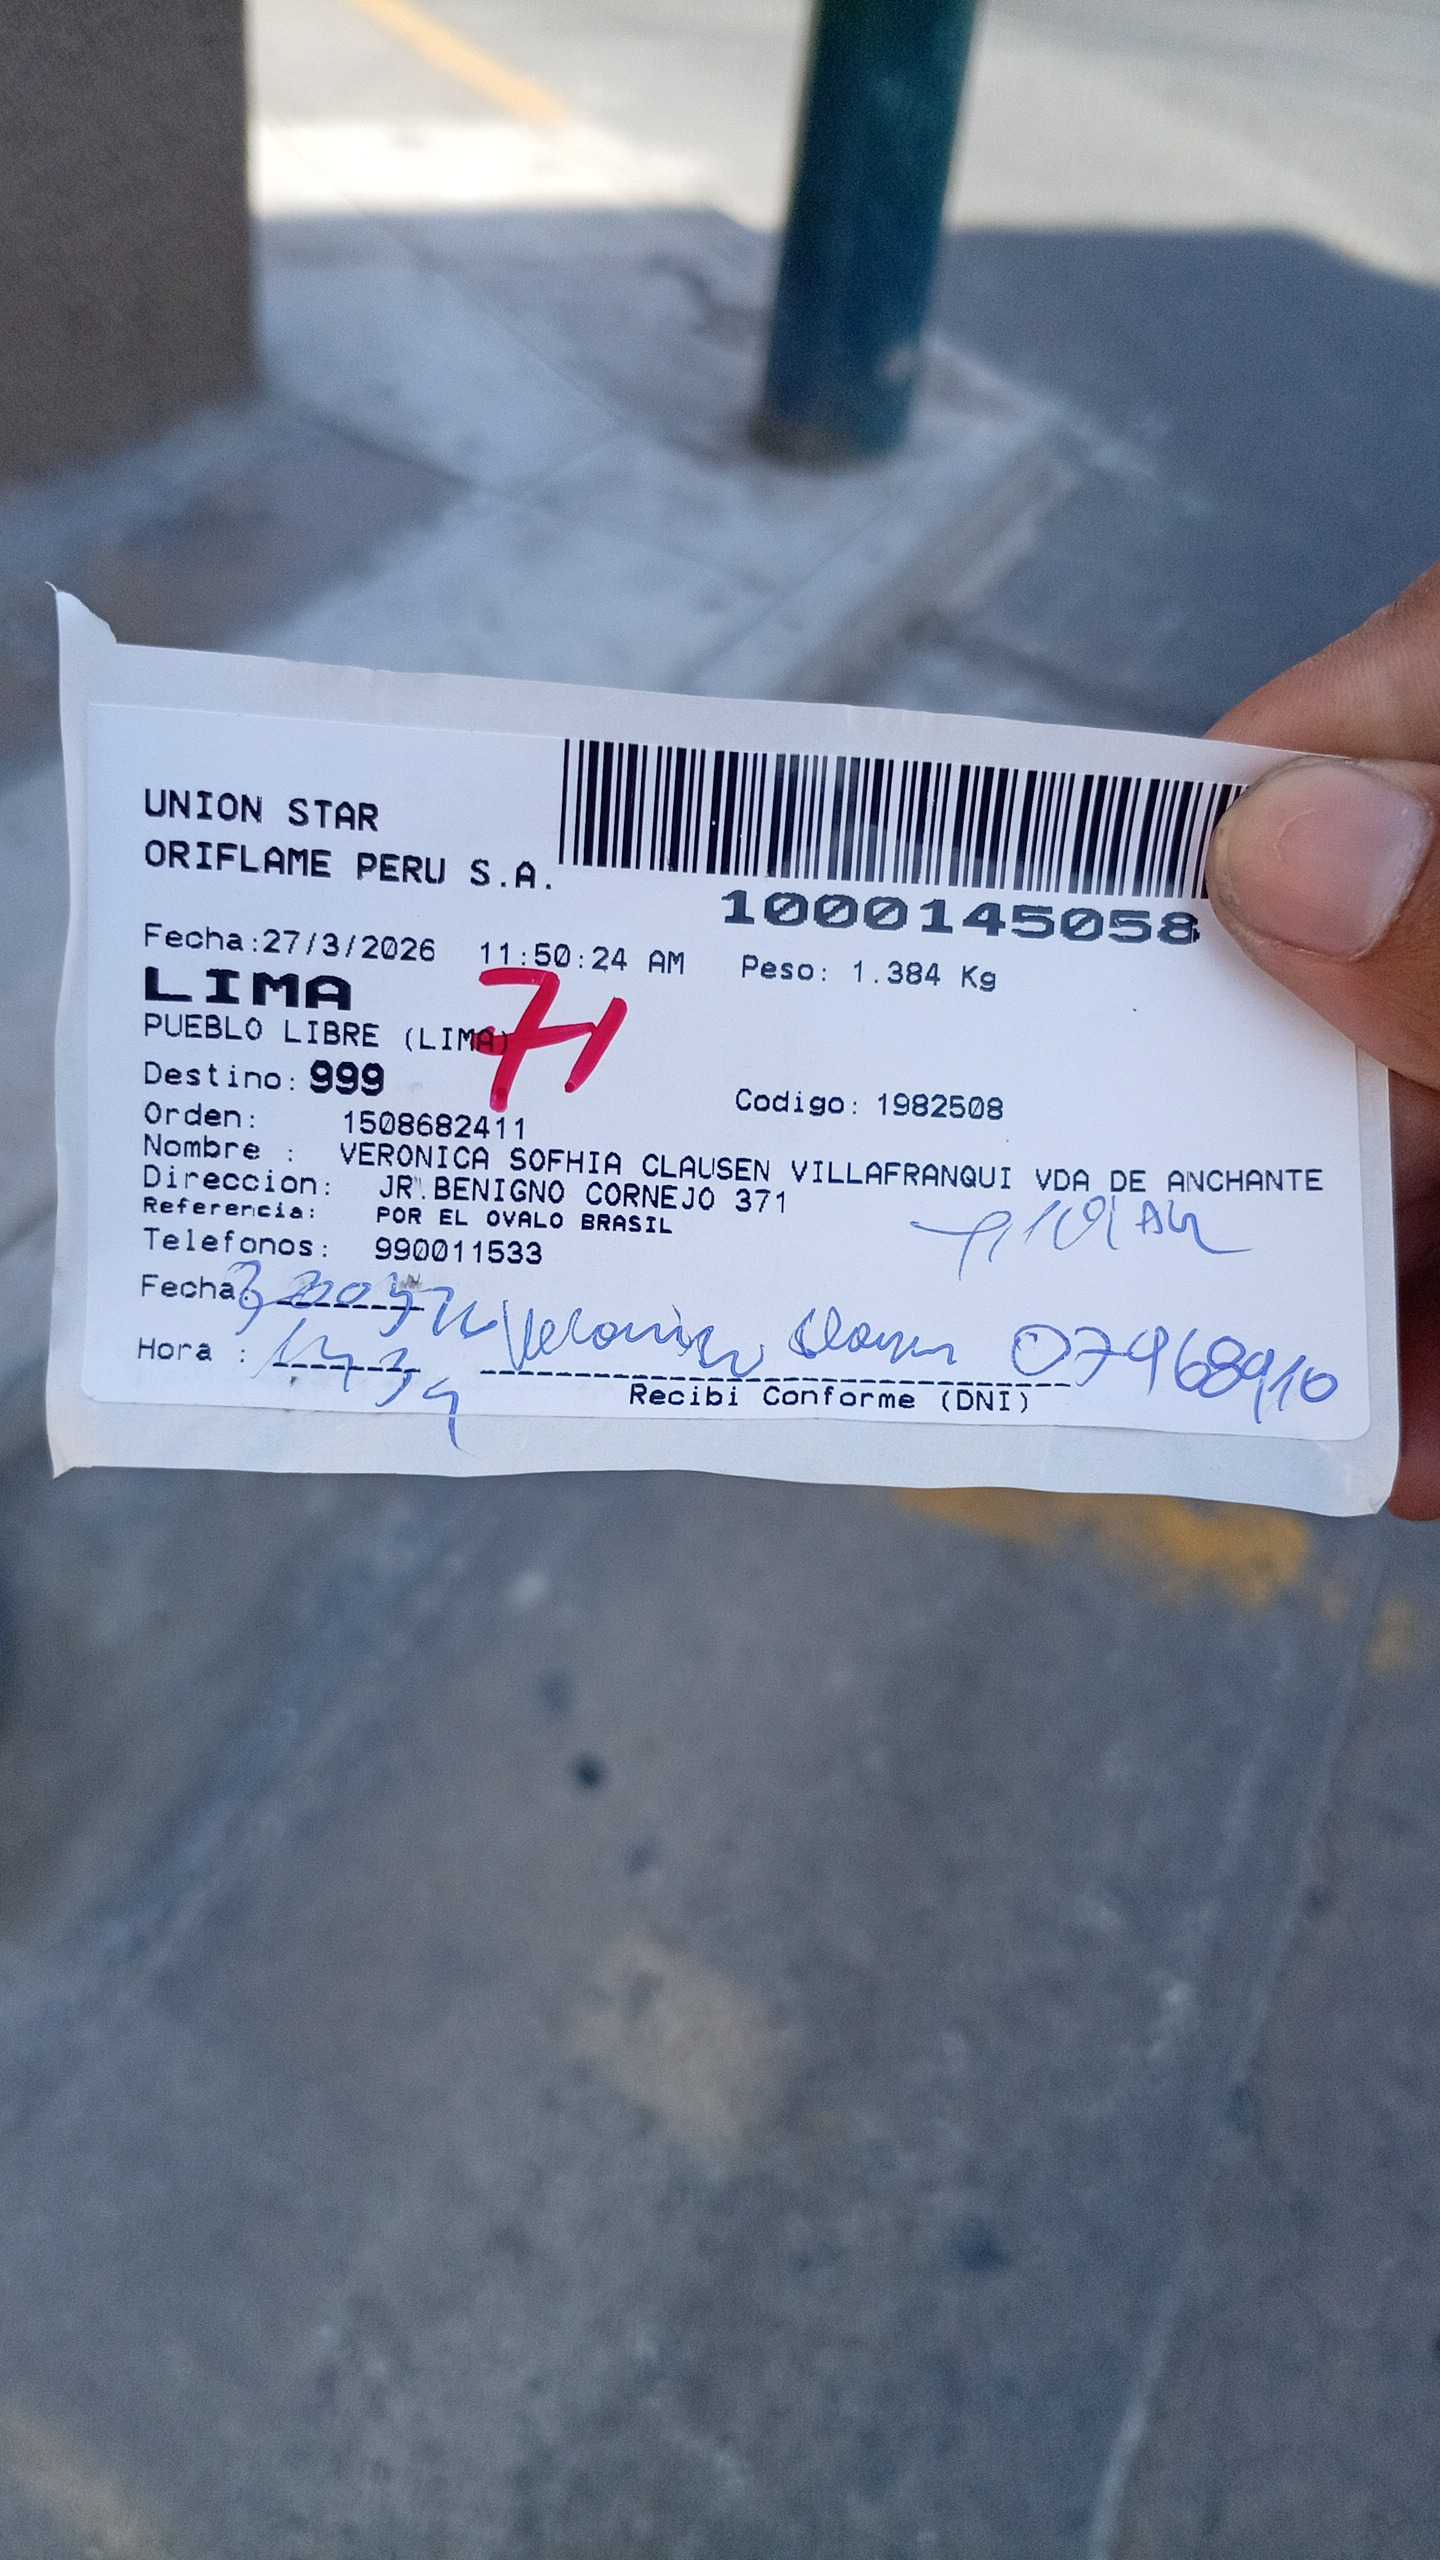 UNION STAR
ORIFLAME PERU S.A.
1000145058
Fecha:27/3/2026 11:50:24 AM Peso: 1.384 Kg
LIMA
71
PUEBLO LIBRE (LIMA)
Destino: 999
Codigo: 1982508
Orden: 1508682411
Nombre : VERONICA SOFHIA CLAUSEN VILLAFRANQUI VDA DE ANCHANTE
Direccion: JR.BENIGNO CORNEJO 371
Referencia: POR EL OVALO BRASIL
Telefonos: 990011533
Fecha:
Hora :
Recibi Conforme (DNI)